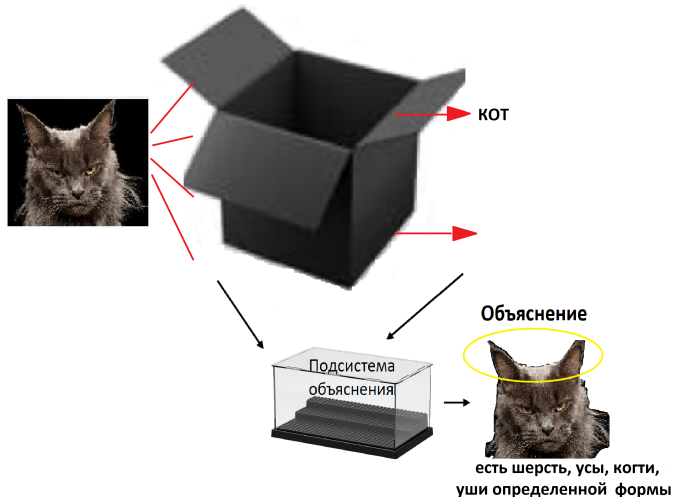 КОТ
Объяснение
Подсистема
объяснения
есть шерсть, усы, когти,
уши определенной формы